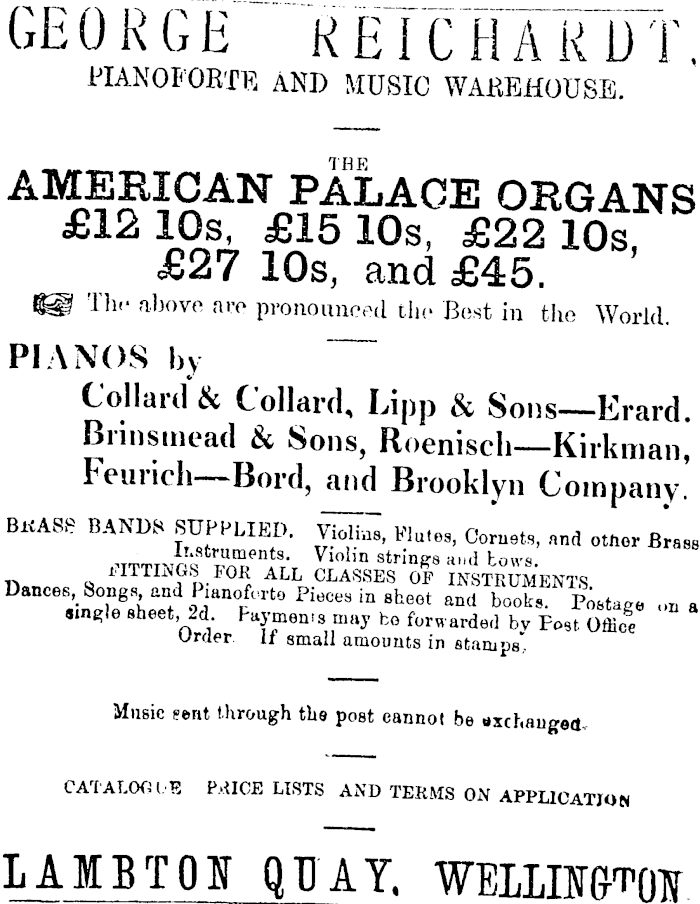 GEORGE REICHARDT.
PIANOFORTE AND MUSIC WAREHOUSE.
THE
AMERICAN PALACE ORGANS
£12 10s, £15 10s, £22 10s,
£27 10s, and £45.
The above are pronounced the Best in the World.
PIANOS by
Collard & Collard, Lipp & Sons—Erard.
Brinsmead & Sons, Roenisch—Kirkman,
Feurich—Bord, and Brooklyn Company.
BRASS BANDS SUPPLIED. Violins, Flutes, Cornets, and other Brass
Instruments. Violin strings and bows.
FITTINGS FOR ALL CLASSES OF INSTRUMENTS.
Dances, Songs, and Pianoforte Pieces in sheet and books. Postage on a
single sheet, 2d. Payments may be forwarded by Post Office
Order. If small amounts in stamps.
Music sent through the post cannot be exchanged.
CATALOGUE PRICE LISTS AND TERMS ON APPLICATION
LAMBTON QUAY, WELLINGTON